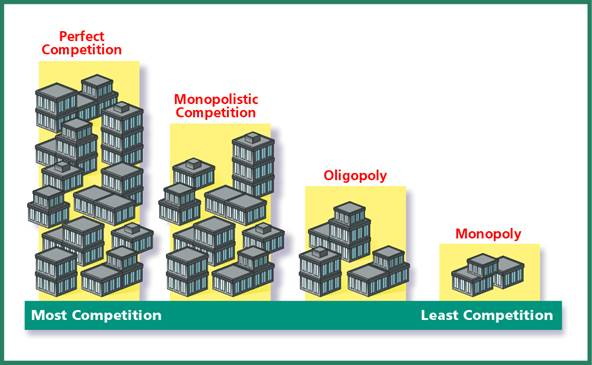 Perfect
Competition
Monopolistic
Competition
Oligopoly
Monopoly
Most Competition
Least Competition